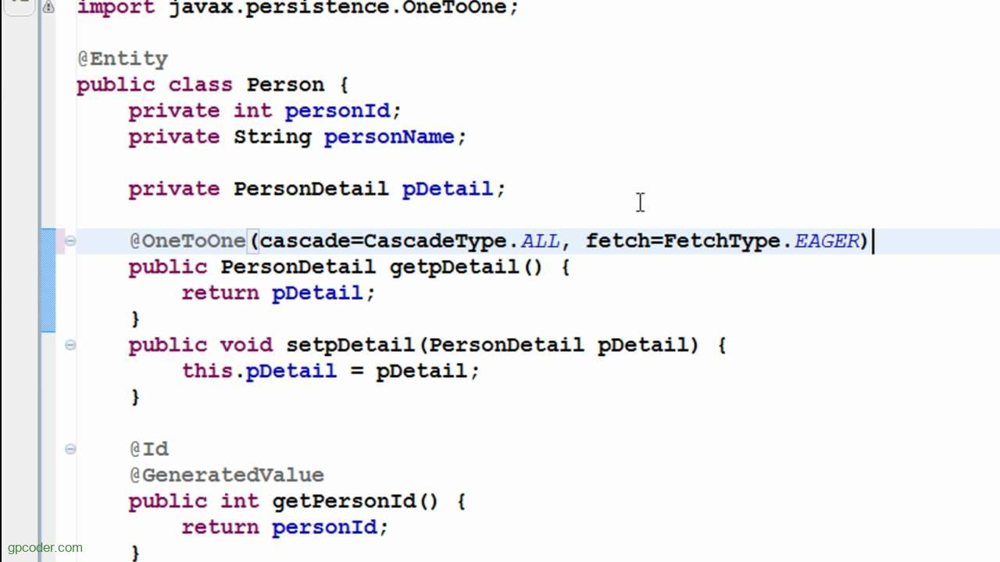 import javax.persistence.OneToOne;
@Entity
public class Person {
private int personId;
private String personName;
private PersonDetail pDetail;
@OneToOne(cascade=CascadeType.ALL, fetch=FetchType.EAGER)
public PersonDetail getpDetail() {
return pDetail;
}
public void setpDetail(PersonDetail pDetail) {
this.pDetail = pDetail;
}
@Id
@GeneratedValue
public int getPersonId() {
return personId;
}
gpcoder.com